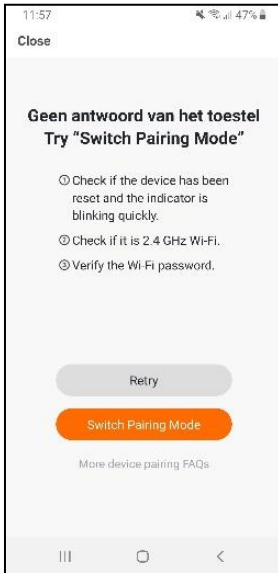 11:57 47%
Close
Geen antwoord van het toestel
Try “Switch Pairing Mode”
① Check if the device has been
reset and the indicator is
blinking quickly.
② Check if it is 2.4 GHz Wi-Fi.
③ Verify the Wi-Fi password.
Retry
Switch Pairing Mode
More device pairing FAQs